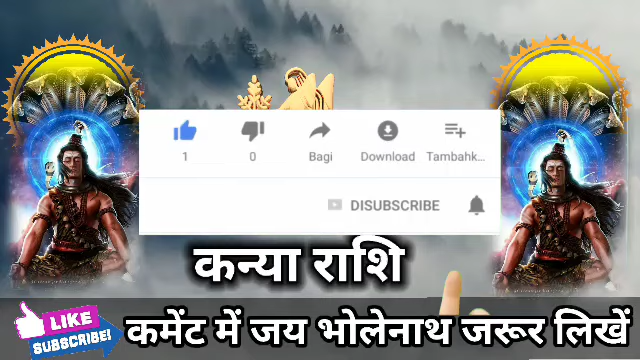 1 0 Bagi Download Tambahk...
DISUBSCRIBE
कन्या राशि
LIKE
SUBSCRIBE!
कमेंट में जय भोलेनाथ जरूर लिखें